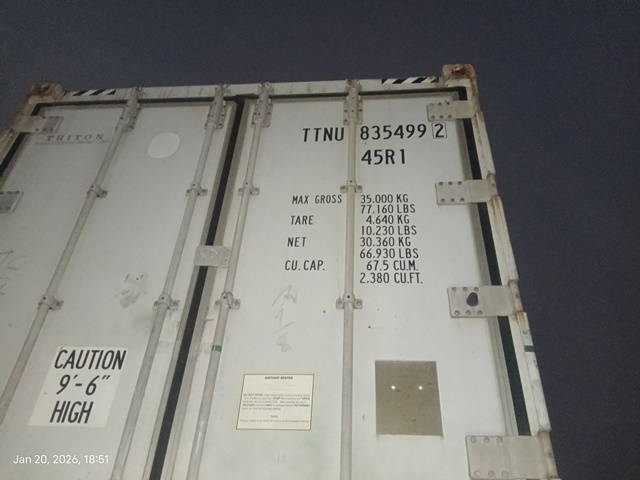 TRITON
TTNU 835499 2
45R1
MAX GROSS 35.000 KG
77.160 LBS
TARE 4.640 KG
10.230 LBS
NET 30.360 KG
66.930 LBS
CU. CAP. 67.5 CU.M.
2.380 CU.FT.
CAUTION
9'-6"
HIGH
Jan 20, 2026, 18:51